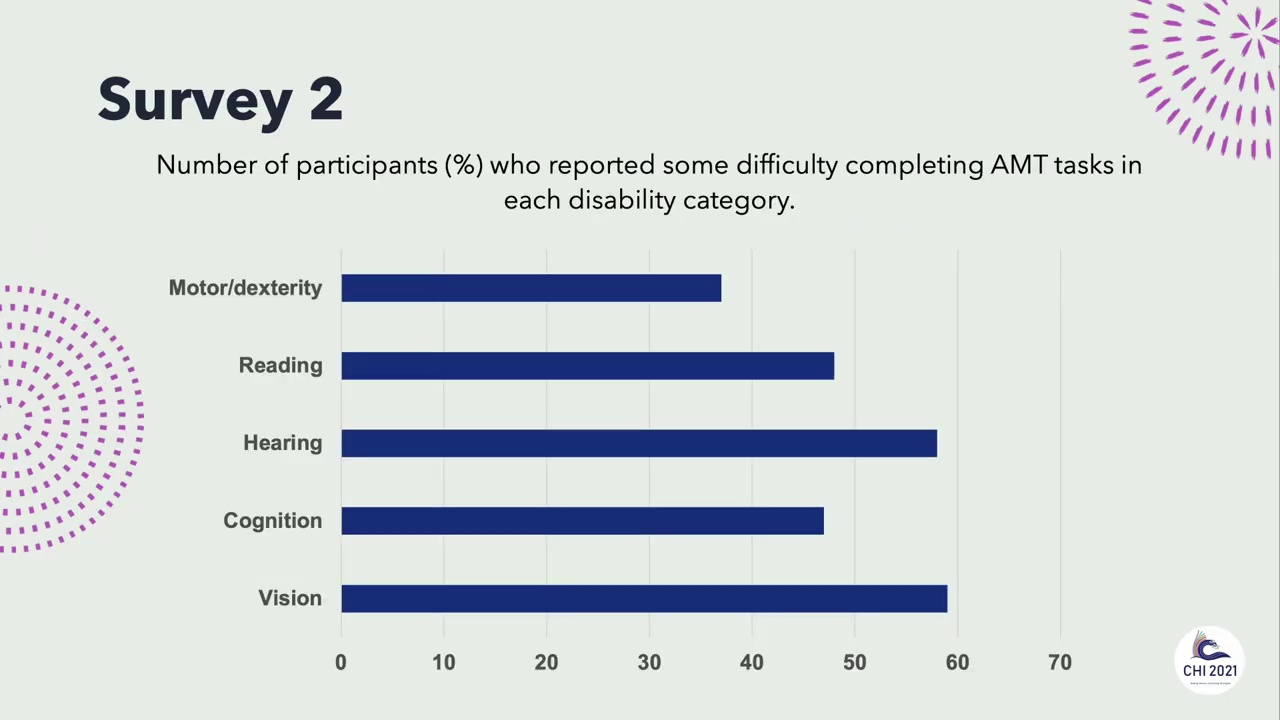 Survey 2
Number of participants (%) who reported some difficulty completing AMT tasks in
each disability category.
Motor/dexterity
Reading
Hearing
Cognition
Vision
0 10 20 30 40 50 60 70
CHI 2021